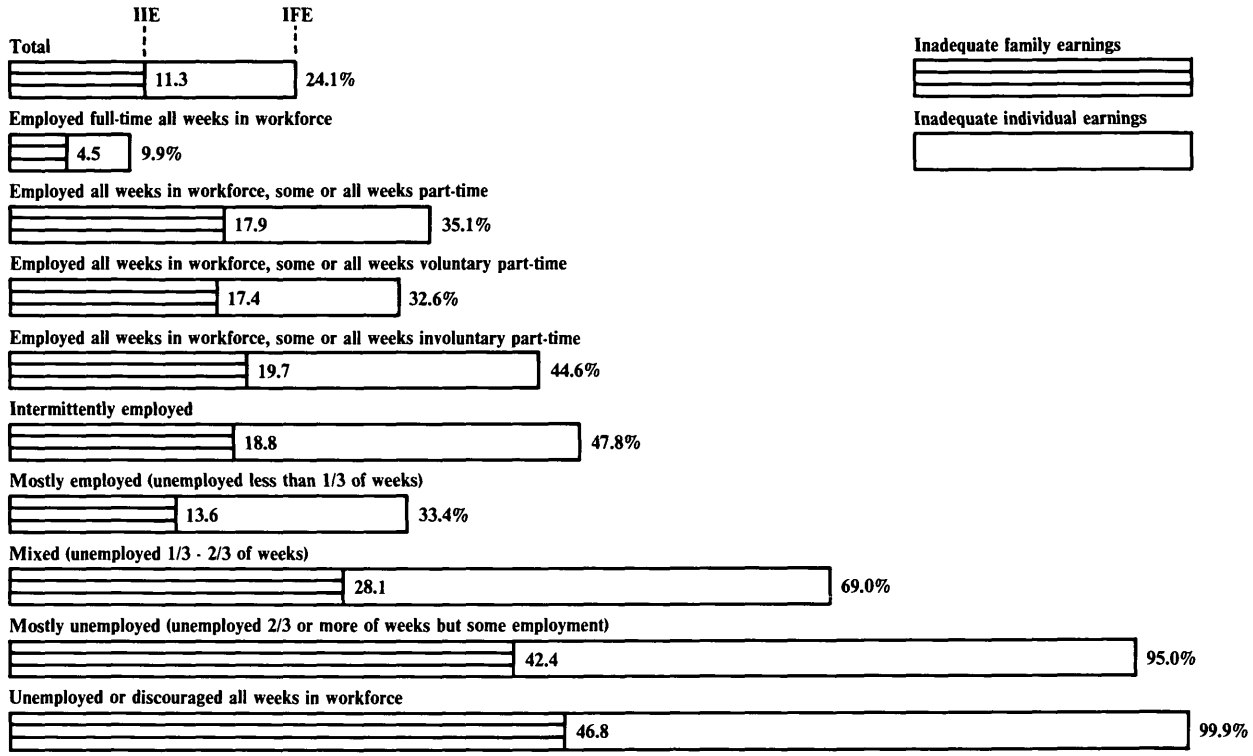 IIE IFE
Total
11.3 24.1%
Employed full-time all weeks in workforce
4.5 9.9%
Employed all weeks in workforce, some or all weeks part-time
17.9 35.1%
Employed all weeks in workforce, some or all weeks voluntary part-time
17.4 32.6%
Employed all weeks in workforce, some or all weeks involuntary part-time
19.7 44.6%
Intermittently employed
18.8 47.8%
Mostly employed (unemployed less than 1/3 of weeks)
13.6 33.4%
Mixed (unemployed 1/3 - 2/3 of weeks)
28.1 69.0%
Mostly unemployed (unemployed 2/3 or more of weeks but some employment)
42.4 95.0%
Unemployed or discouraged all weeks in workforce
46.8 99.9%
Inadequate family earnings
Inadequate individual earnings